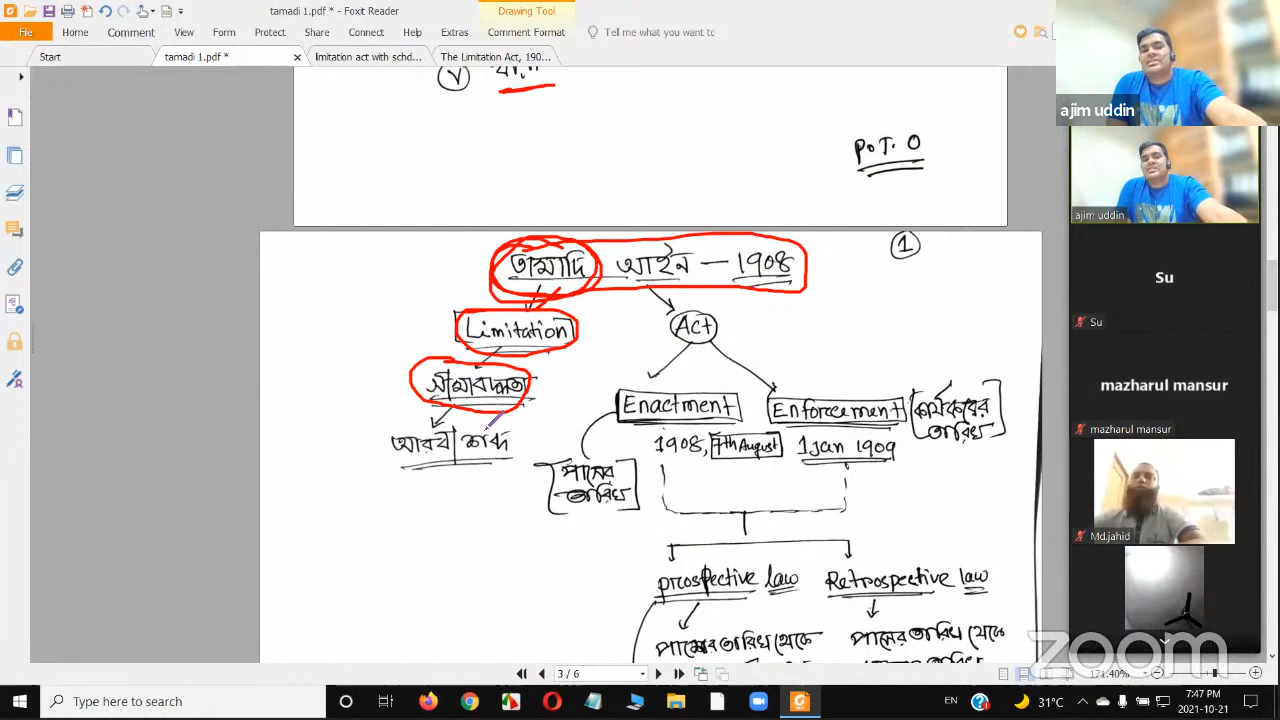 tamadi 1.pdf * - Foxit Reader
Drawing Tool
File Home Comment View Form Protect Share Connect Help Extras Comment Format Tell me what you want to
Start tamadi 1.pdf * limitation act with schd... The Limitation Act, 190...
V
P.T. O
1
তামাদি আইন — 1908
Limitation
Act
সীমাবদ্ধতা
Enactment
Enforcement
কার্যকরের
তারিখ
আরবী শব্দ
1908, 7th August
1 Jan 1909
পাসের
তারিখ
prospective law
Retrospective law
পাসের তারিখ থেকে
পাসের তারিখ থেকে
ajim uddin
ajim uddin
Su
Su
mazharul mansur
mazharul mansur
Md.jahid
zoom
3 / 6
171.40%
Type here to search
31°C
EN
7:47 PM
2021-10-21